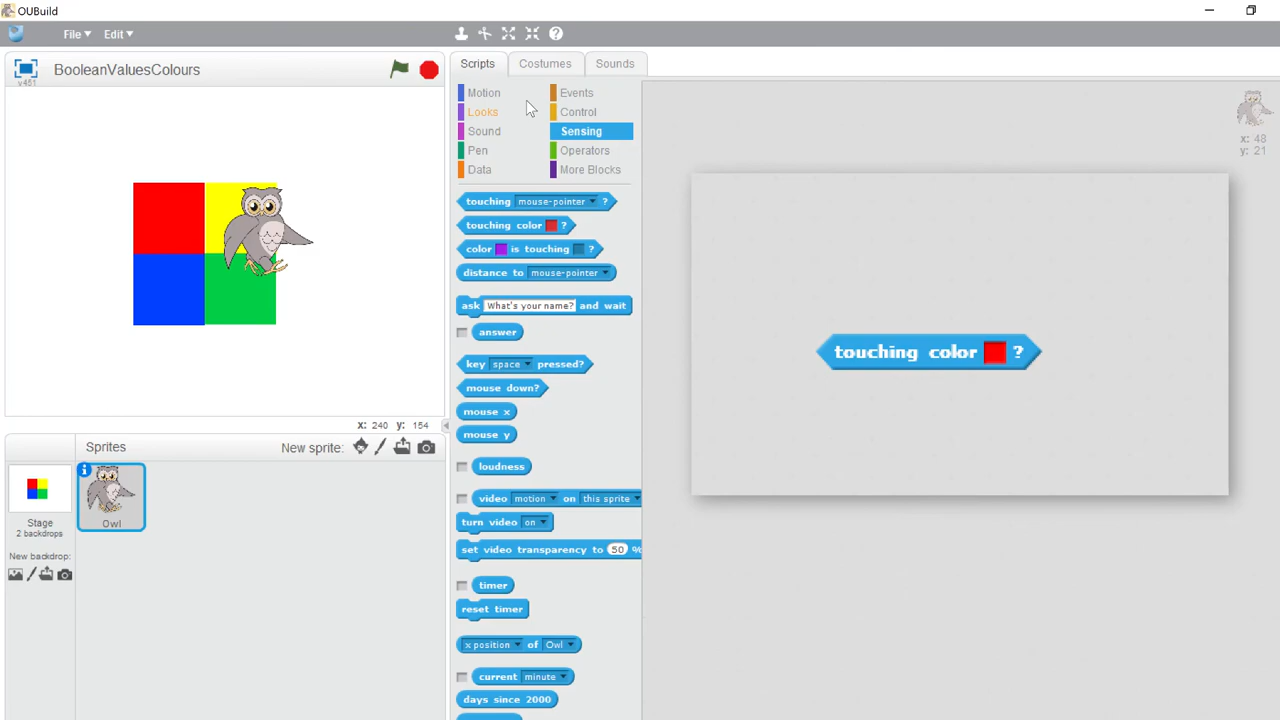 OUBuild
File Edit
BooleanValuesColours
v451
Scripts Costumes Sounds
Motion Events
Looks Control
Sound Sensing
Pen Operators
Data More Blocks
touching mouse-pointer ?
touching color ?
color is touching ?
distance to mouse-pointer
ask What's your name? and wait
answer
key space pressed?
mouse down?
mouse x
mouse y
loudness
video motion on this sprite
turn video on
set video transparency to 50 %
timer
reset timer
x position of Owl
current minute
days since 2000
x: 48
y: 21
touching color ?
x: 240 y: 154
Sprites New sprite:
Stage
2 backdrops
New backdrop:
Owl